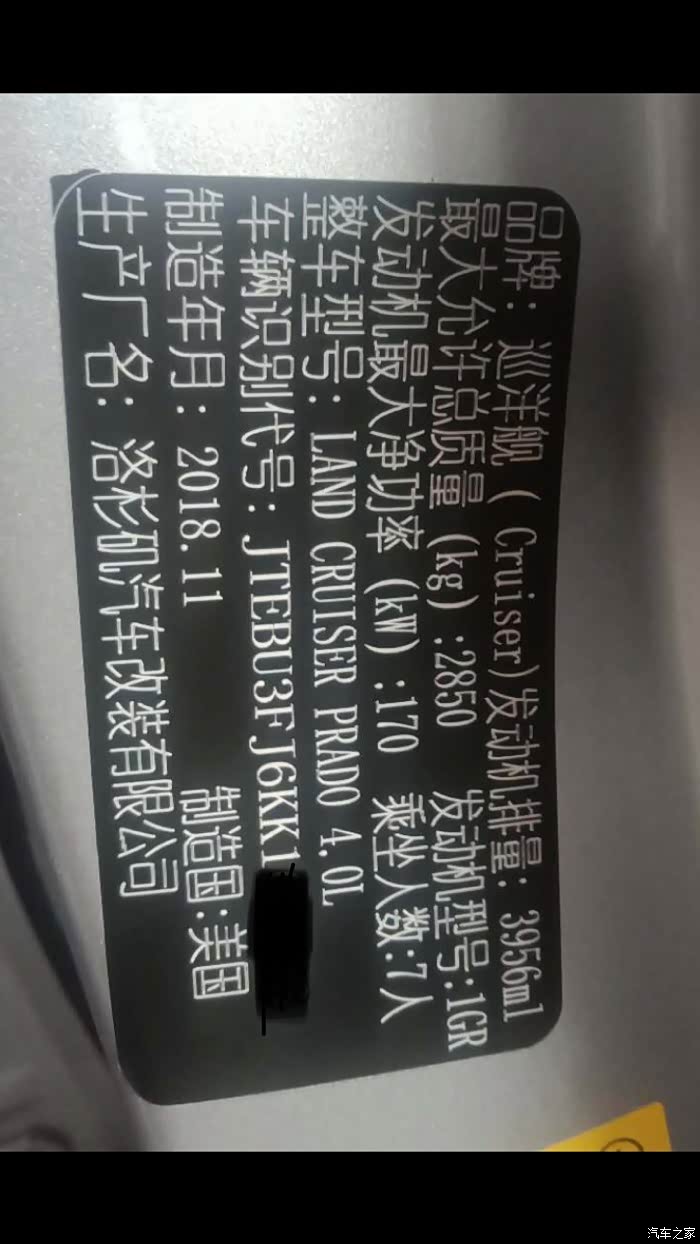 品牌：巡洋舰（Cruiser)发动机排量：3956ml
最大允许总质量(kg):2850 发动机型号:1GR
发动机最大净功率(kW):170 乘坐人数:7人
整车型号：LAND CRUISER PRADO 4.0L
车辆识别代号：JTEBU3FJ6KK1
制造年月：2018.11 制造国:美国
生产厂名：洛杉矶汽车改装有限公司
汽车之家